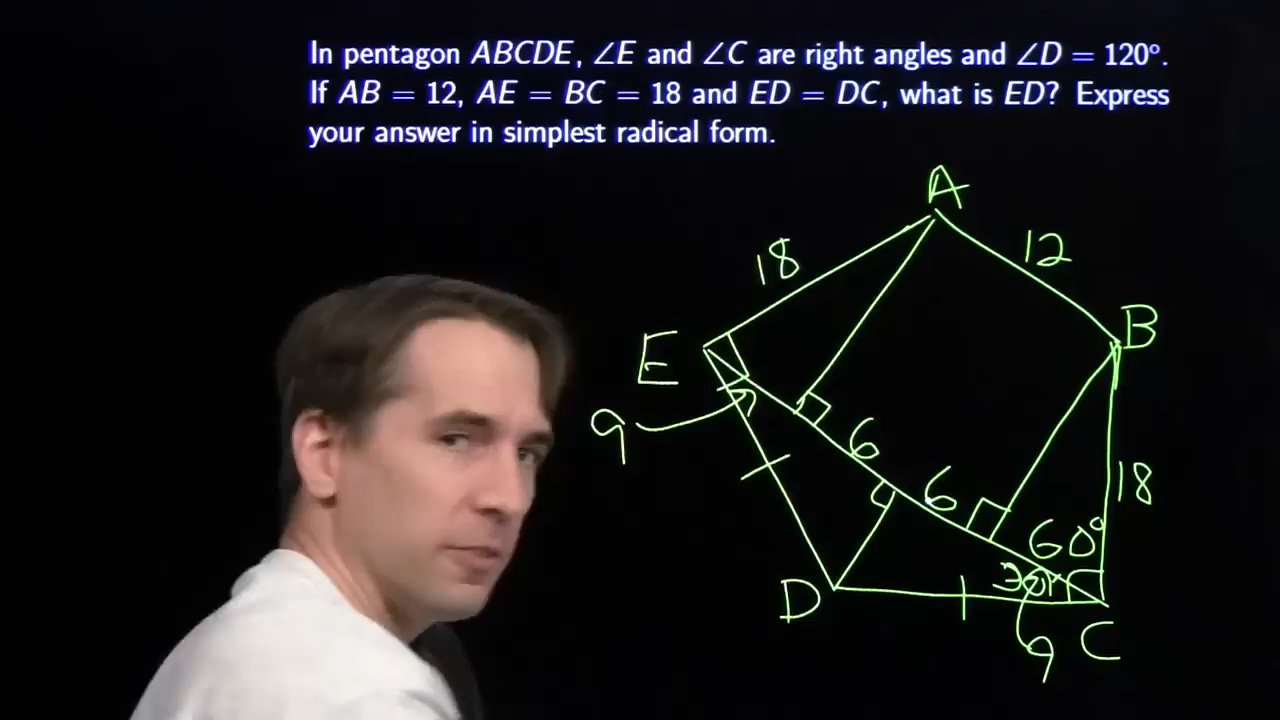 In pentagon ABCDE, ∠E and ∠C are right angles and ∠D = 120°.
If AB = 12, AE = BC = 18 and ED = DC, what is ED? Express
your answer in simplest radical form.
A
18
12
B
E
9
6
6
18
60°
30°
D
9
C